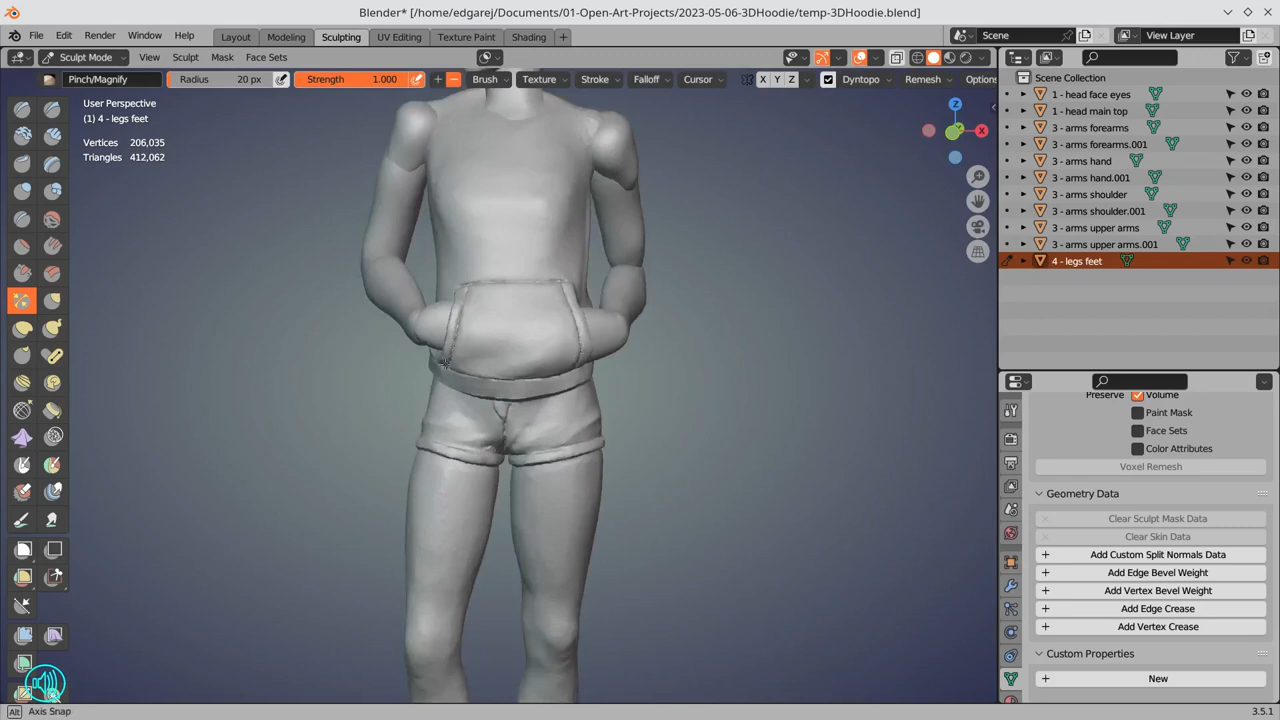 Blender* [/home/edgarej/Documents/01-Open-Art-Projects/2023-05-06-3DHoodie/temp-3DHoodie.blend]
File Edit Render Window Help Layout Modeling Sculpting UV Editing Texture Paint Shading + Scene View Layer
Sculpt Mode View Sculpt Mask Face Sets
Pinch/Magnify Radius 20 px Strength 1.000 + − Brush Texture Stroke Falloff Cursor X Y Z Dyntopo Remesh Options
Scene Collection
User Perspective
(1) 4 - legs feet
Vertices 206,035
Triangles 412,062
Z
X
Y
1 - head face eyes
1 - head main top
3 - arms forearms
3 - arms forearms.001
3 - arms hand
3 - arms hand.001
3 - arms shoulder
3 - arms shoulder.001
3 - arms upper arms
3 - arms upper arms.001
4 - legs feet
Preserve Volume
Paint Mask
Face Sets
Color Attributes
Voxel Remesh
Geometry Data
Clear Sculpt Mask Data
Clear Skin Data
+ Add Custom Split Normals Data
+ Add Edge Bevel Weight
+ Add Vertex Bevel Weight
+ Add Edge Crease
+ Add Vertex Crease
Custom Properties
+ New
Alt Axis Snap
3.5.1